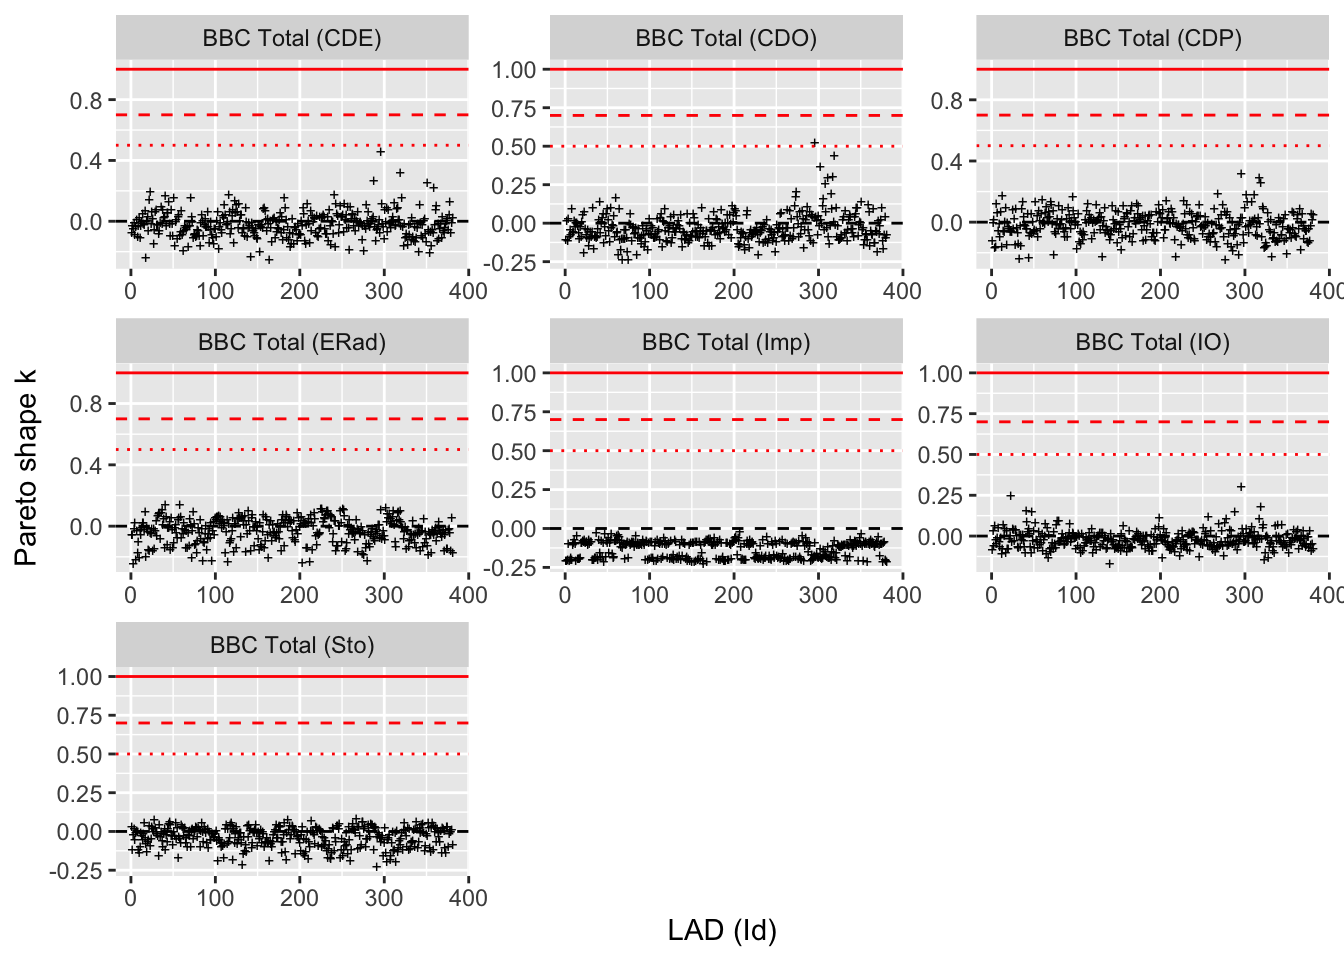 BBC Total (CDE) BBC Total (CDO) BBC Total (CDP)
0.8 0.4 0.0
1.00 0.75 0.50 0.25 0.00 -0.25
0.8 0.4 0.0
0 100 200 300 400 0 100 200 300 400 0 100 200 300 400
BBC Total (ERad) BBC Total (Imp) BBC Total (IO)
0.8 0.4 0.0
1.00 0.75 0.50 0.25 0.00 -0.25
1.00 0.75 0.50 0.25 0.00
0 100 200 300 400 0 100 200 300 400 0 100 200 300 400
Pareto shape k
BBC Total (Sto)
1.00 0.75 0.50 0.25 0.00 -0.25
0 100 200 300 400
LAD (Id)